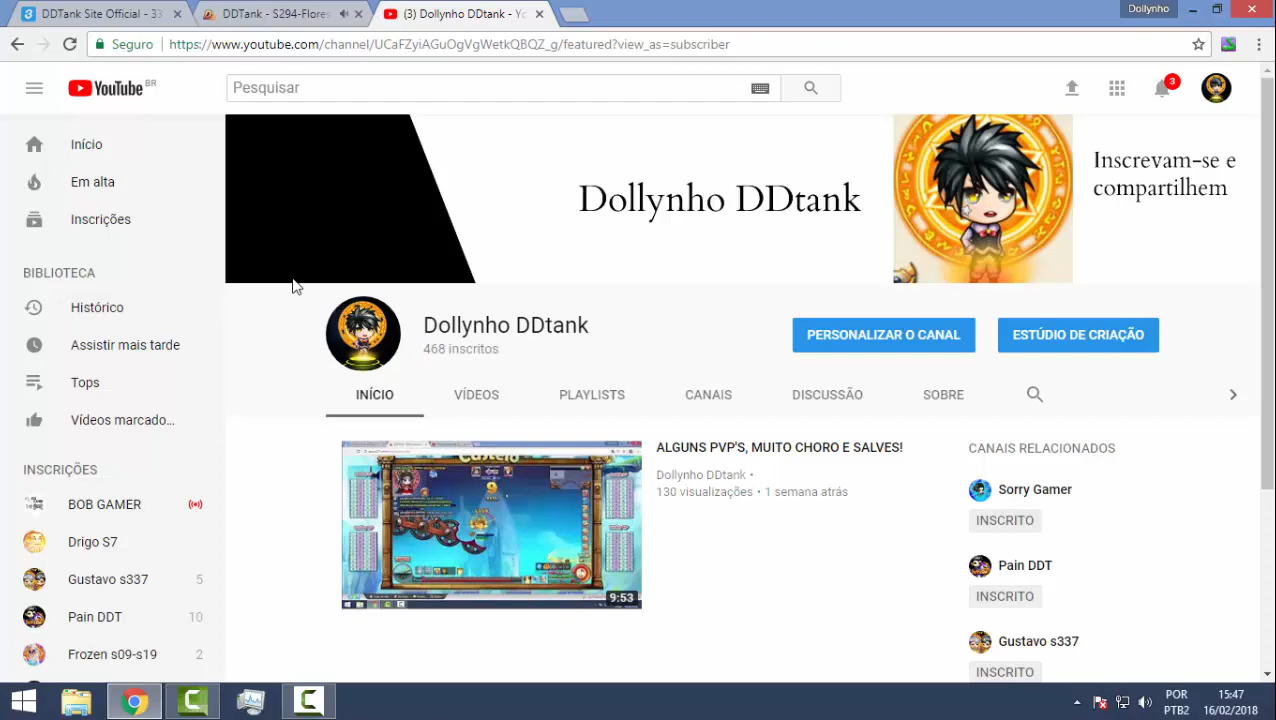 DDTank Site Official - 33
DDTank - S294-Flores
(3) Dollynho DDtank - Yo
Dollynho
Seguro
https://www.youtube.com/channel/UCaFZyiAGuOgVgWetkQBQZ_g/featured?view_as=subscriber
YouTube BR
Pesquisar
3
Início
Em alta
Inscrições
BIBLIOTECA
Histórico
Assistir mais tarde
Tops
Vídeos marcado...
INSCRIÇÕES
BOB GAMER
Drigo S7
Gustavo s337 5
Pain DDT 10
Frozen s09-s19 2
Dollynho DDtank
Inscrevam-se e
compartilhem
Dollynho DDtank
468 inscritos
PERSONALIZAR O CANAL
ESTÚDIO DE CRIAÇÃO
INÍCIO VÍDEOS PLAYLISTS CANAIS DISCUSSÃO SOBRE
9:53
ALGUNS PVP'S, MUITO CHORO E SALVES!
Dollynho DDtank •
130 visualizações • 1 semana atrás
CANAIS RELACIONADOS
Sorry Gamer
INSCRITO
Pain DDT
INSCRITO
Gustavo s337
INSCRITO
POR
PTB2
15:47
16/02/2018